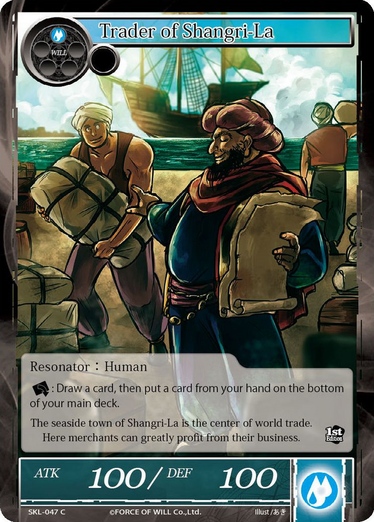 Trader of Shangri-La
WILL
Resonator : Human
: Draw a card, then put a card from your hand on the bottom
of your main deck.
The seaside town of Shangri-La is the center of world trade.
Here merchants can greatly profit from their business.
1st
Edition
ATK 100 / DEF 100
SKL-047 C ©FORCE OF WILL Co.,Ltd. Illust/あき